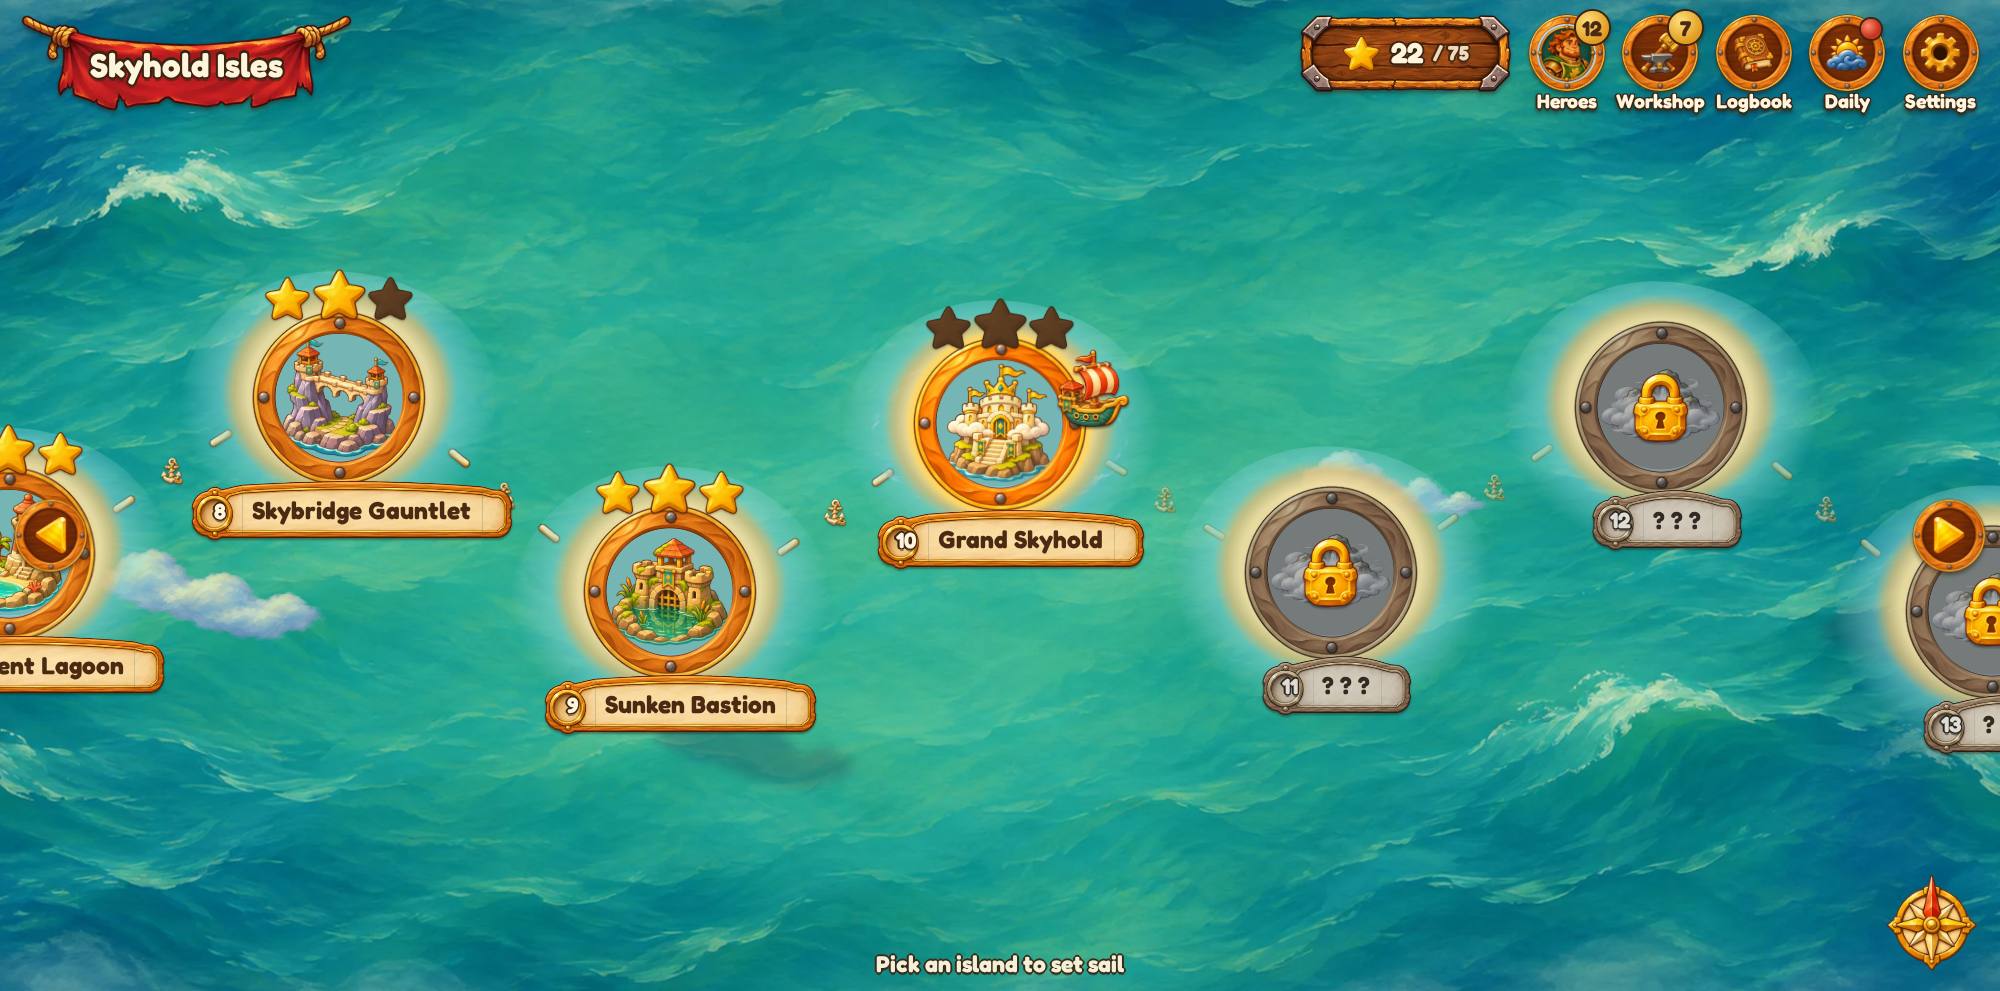 Skyhold Isles
22 / 75
12
7
Heroes
Workshop
Logbook
Daily
Settings
8
Skybridge Gauntlet
10
Grand Skyhold
12
? ? ?
ent Lagoon
9
Sunken Bastion
11
? ? ?
13
?
Pick an island to set sail